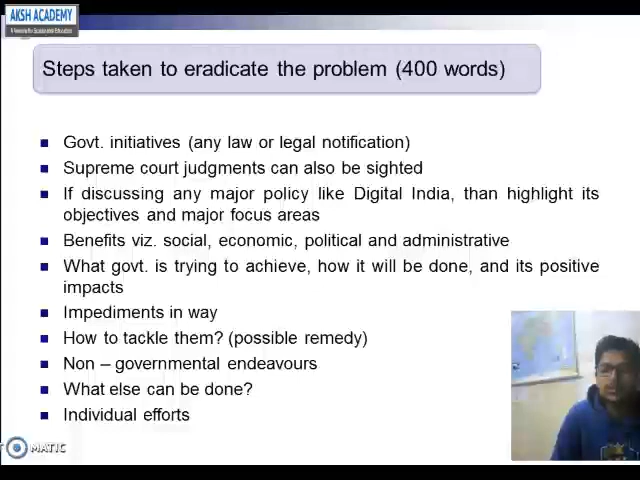 AKSH ACADEMY
Steps taken to eradicate the problem (400 words)
Govt. initiatives (any law or legal notification)
Supreme court judgments can also be sighted
If discussing any major policy like Digital India, than highlight its
objectives and major focus areas
Benefits viz. social, economic, political and administrative
What govt. is trying to achieve, how it will be done, and its positive
impacts
Impediments in way
How to tackle them? (possible remedy)
Non – governmental endeavours
What else can be done?
Individual efforts
MATIC